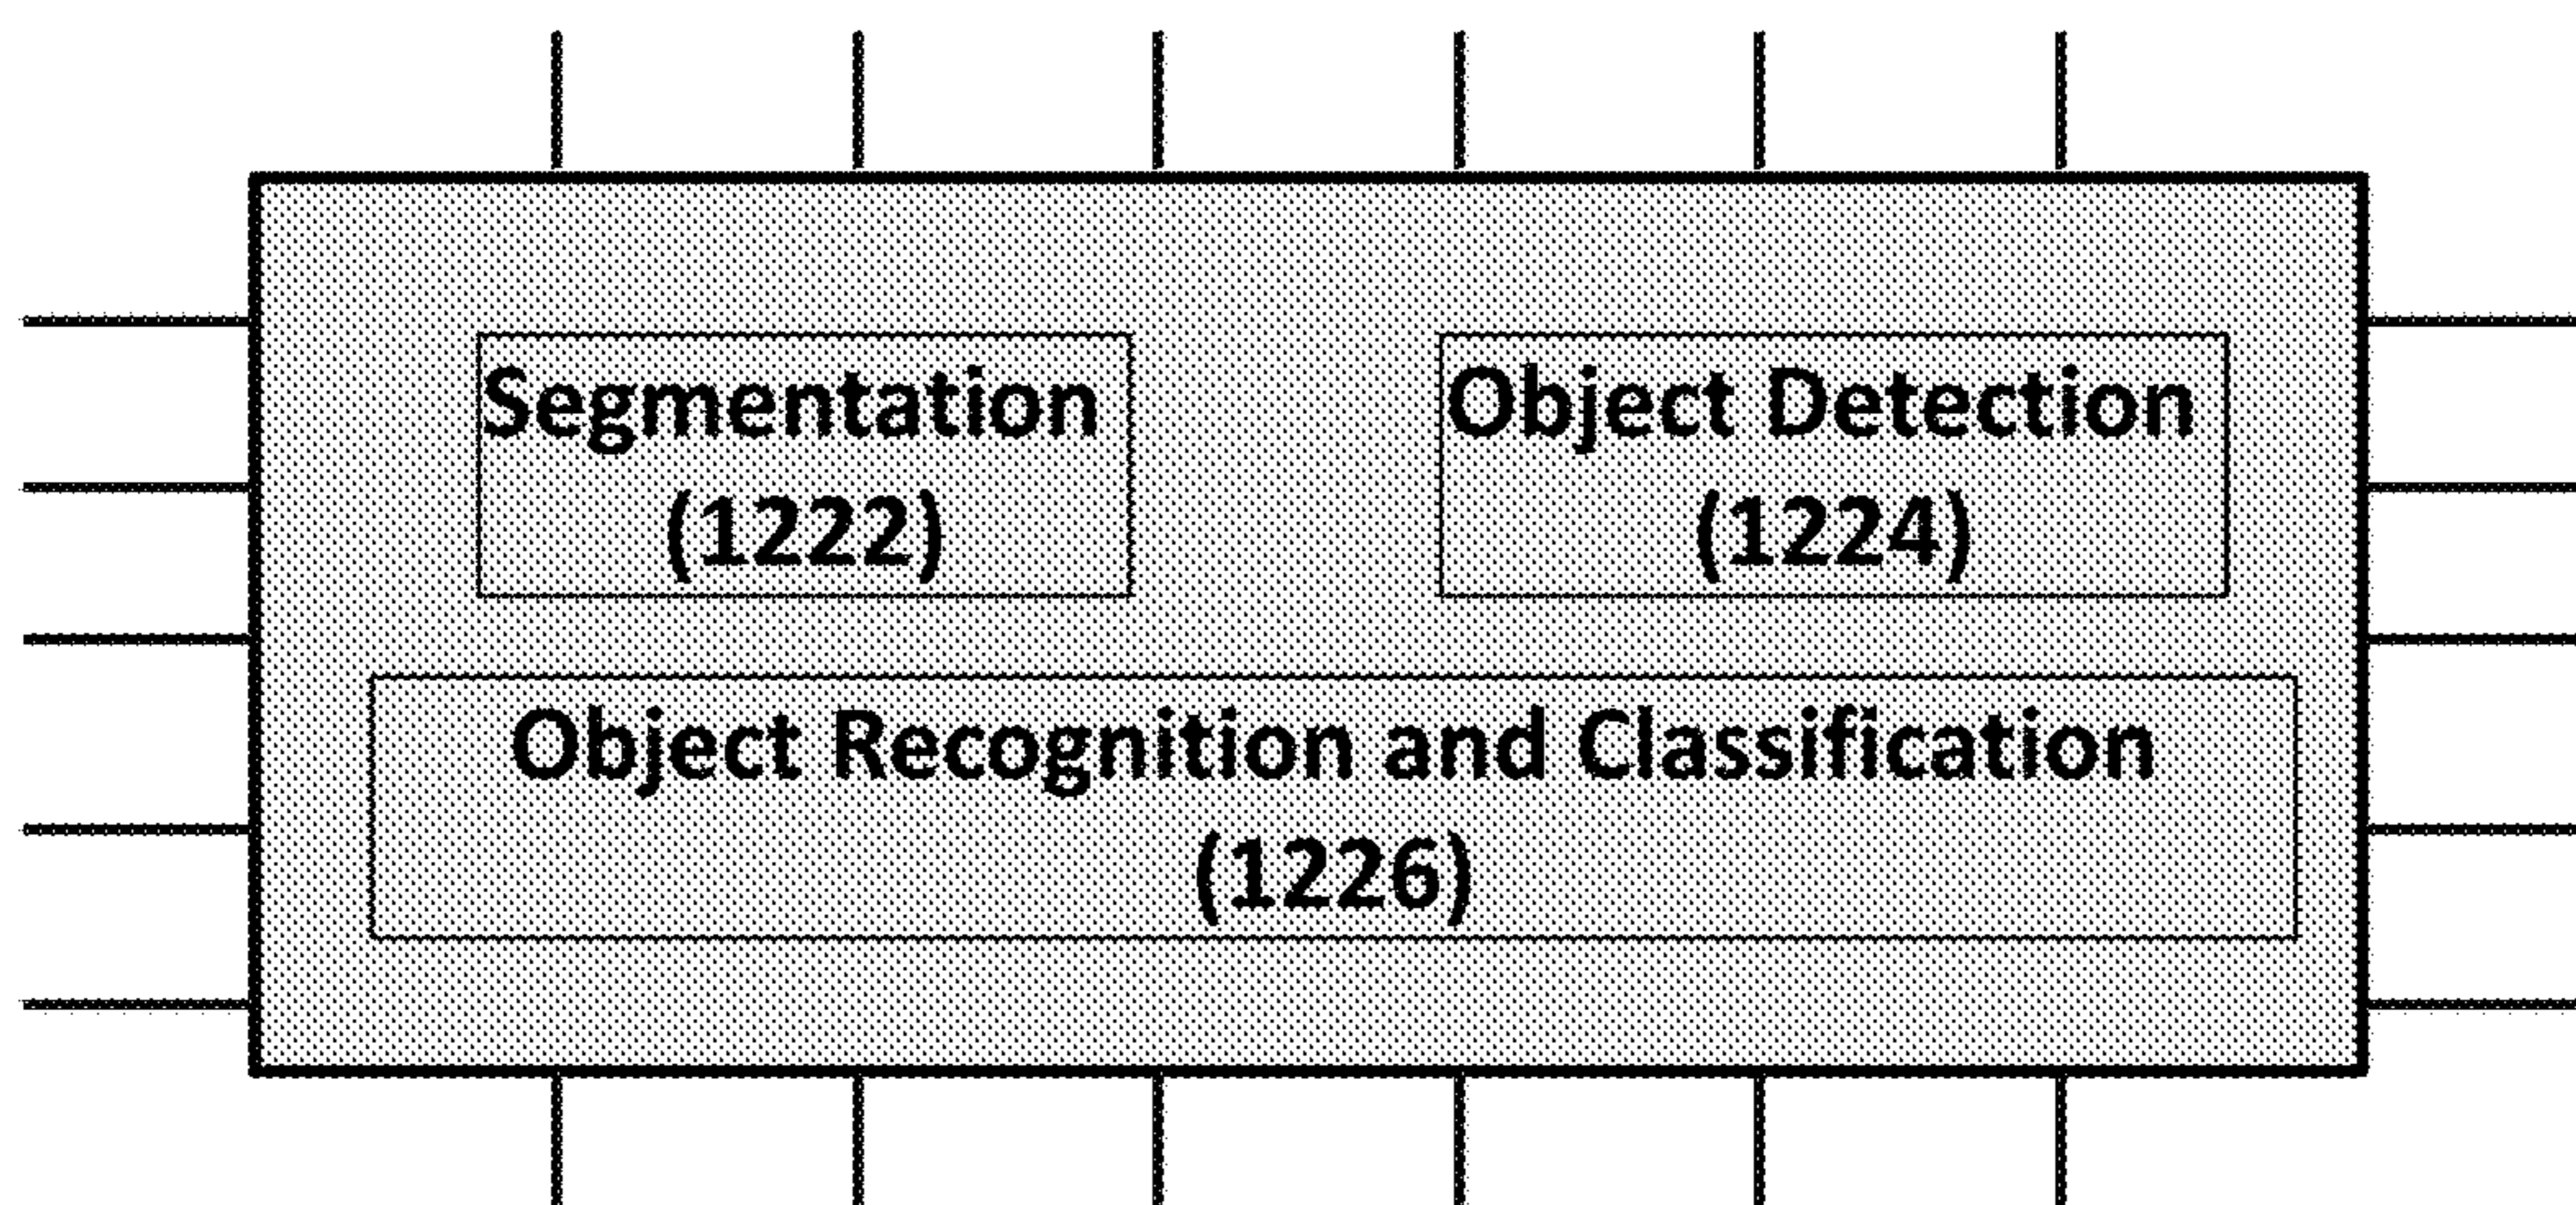 Segmentation
(1222)
Object Detection
(1224)
Object Recognition and Classification
(1226)